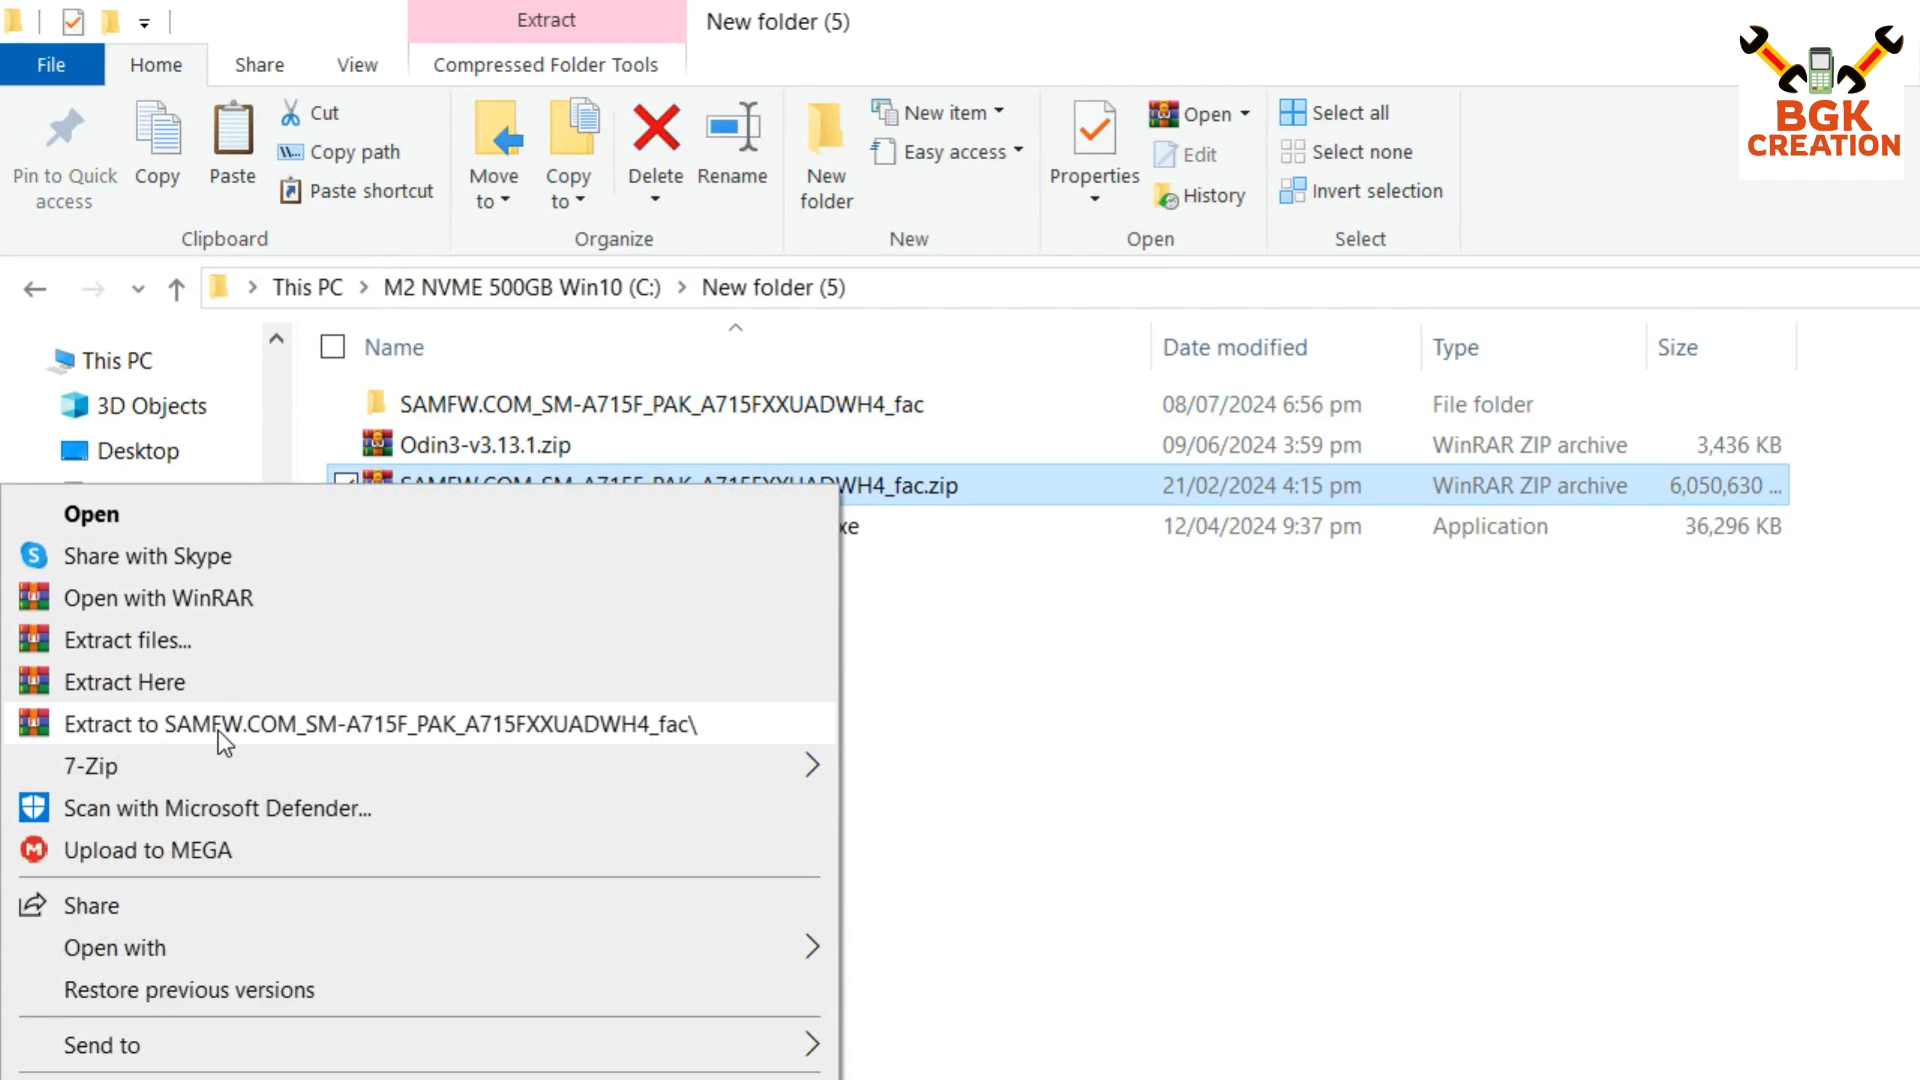 Extract
New folder (5)
File
Home
Share
View
Compressed Folder Tools
Pin to Quick
access
Copy
Paste
Cut
Copy path
Paste shortcut
Clipboard
Move
to
Copy
to
Delete
Rename
Organize
New
folder
New item
Easy access
New
Properties
Open
Edit
History
Open
Select all
Select none
Invert selection
Select
BGK
CREATION
This PC
M2 NVME 500GB Win10 (C:)
New folder (5)
This PC
3D Objects
Desktop
Name
Date modified
Type
Size
SAMFW.COM_SM-A715F_PAK_A715FXXUADWH4_fac
08/07/2024 6:56 pm
File folder
Odin3-v3.13.1.zip
09/06/2024 3:59 pm
WinRAR ZIP archive
3,436 KB
SAMFW.COM_SM-A715F_PAK_A715FXXUADWH4_fac.zip
21/02/2024 4:15 pm
WinRAR ZIP archive
6,050,630 ...
xe
12/04/2024 9:37 pm
Application
36,296 KB
Open
Share with Skype
Open with WinRAR
Extract files...
Extract Here
Extract to SAMFW.COM_SM-A715F_PAK_A715FXXUADWH4_fac\
7-Zip
Scan with Microsoft Defender...
Upload to MEGA
Share
Open with
Restore previous versions
Send to